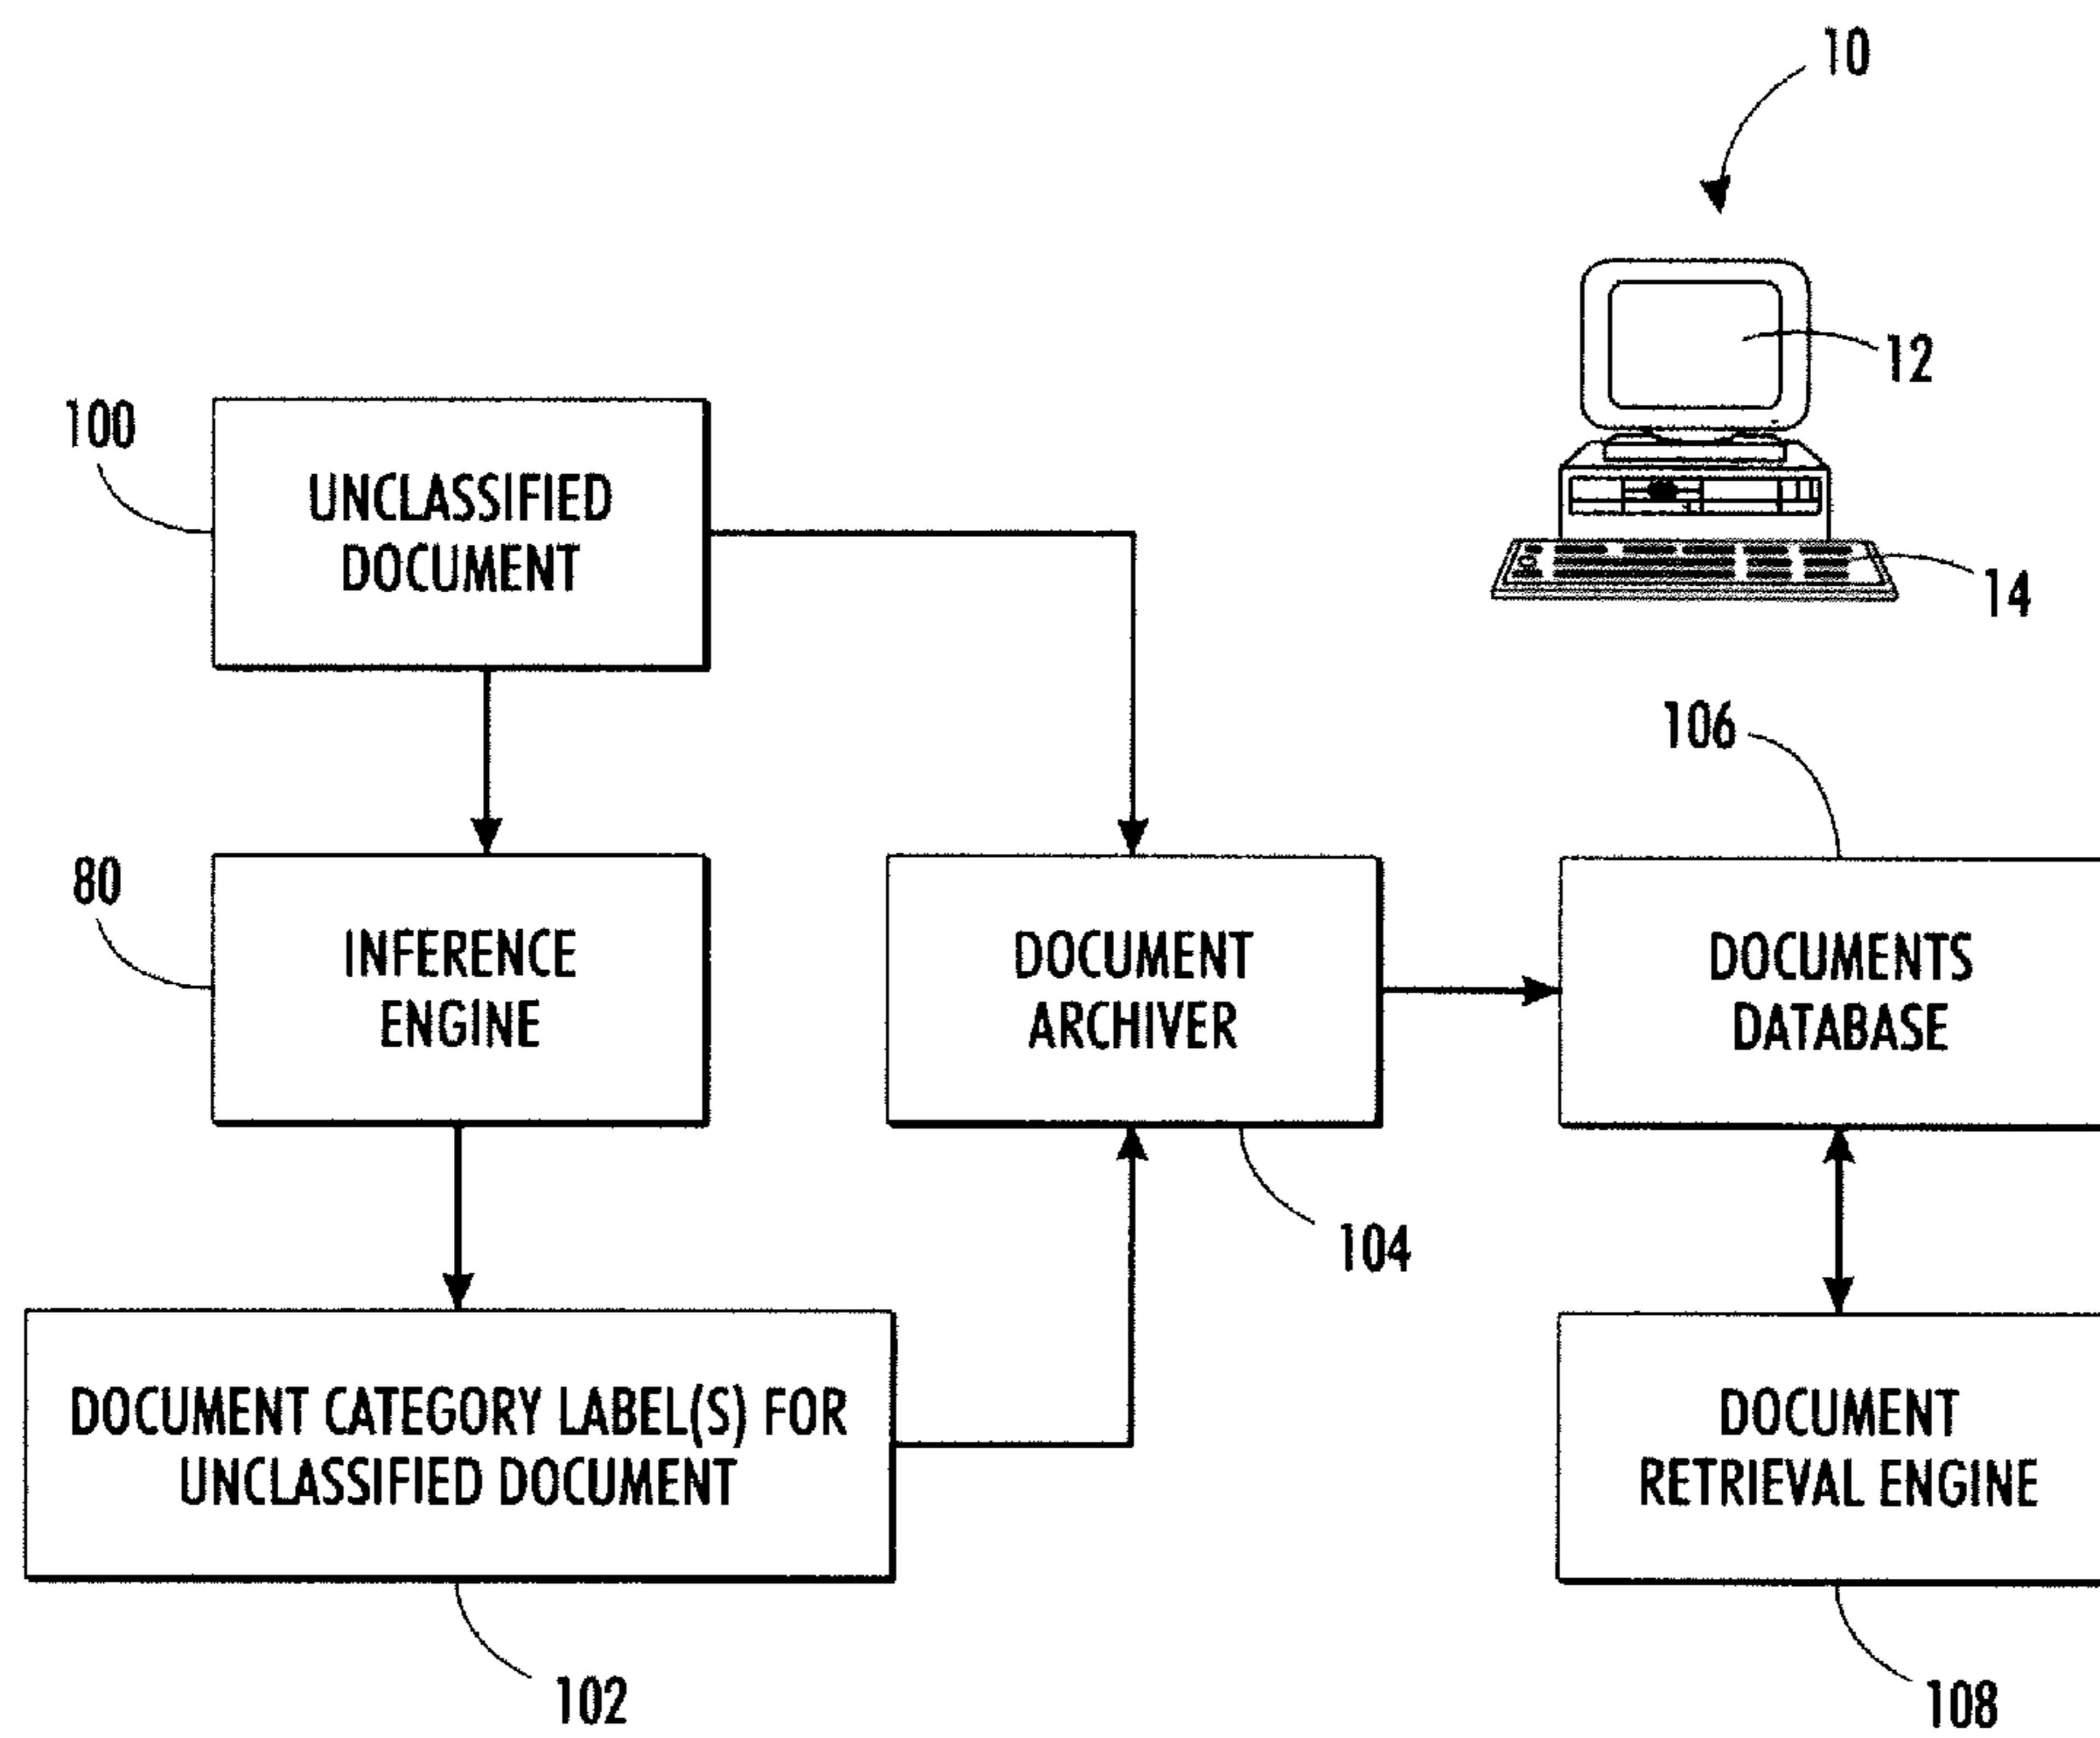 10
12
14
100
UNCLASSIFIED
DOCUMENT
106
80
INFERENCE
ENGINE
DOCUMENT
ARCHIVER
DOCUMENTS
DATABASE
104
DOCUMENT CATEGORY LABEL(S) FOR
UNCLASSIFIED DOCUMENT
DOCUMENT
RETRIEVAL ENGINE
102
108